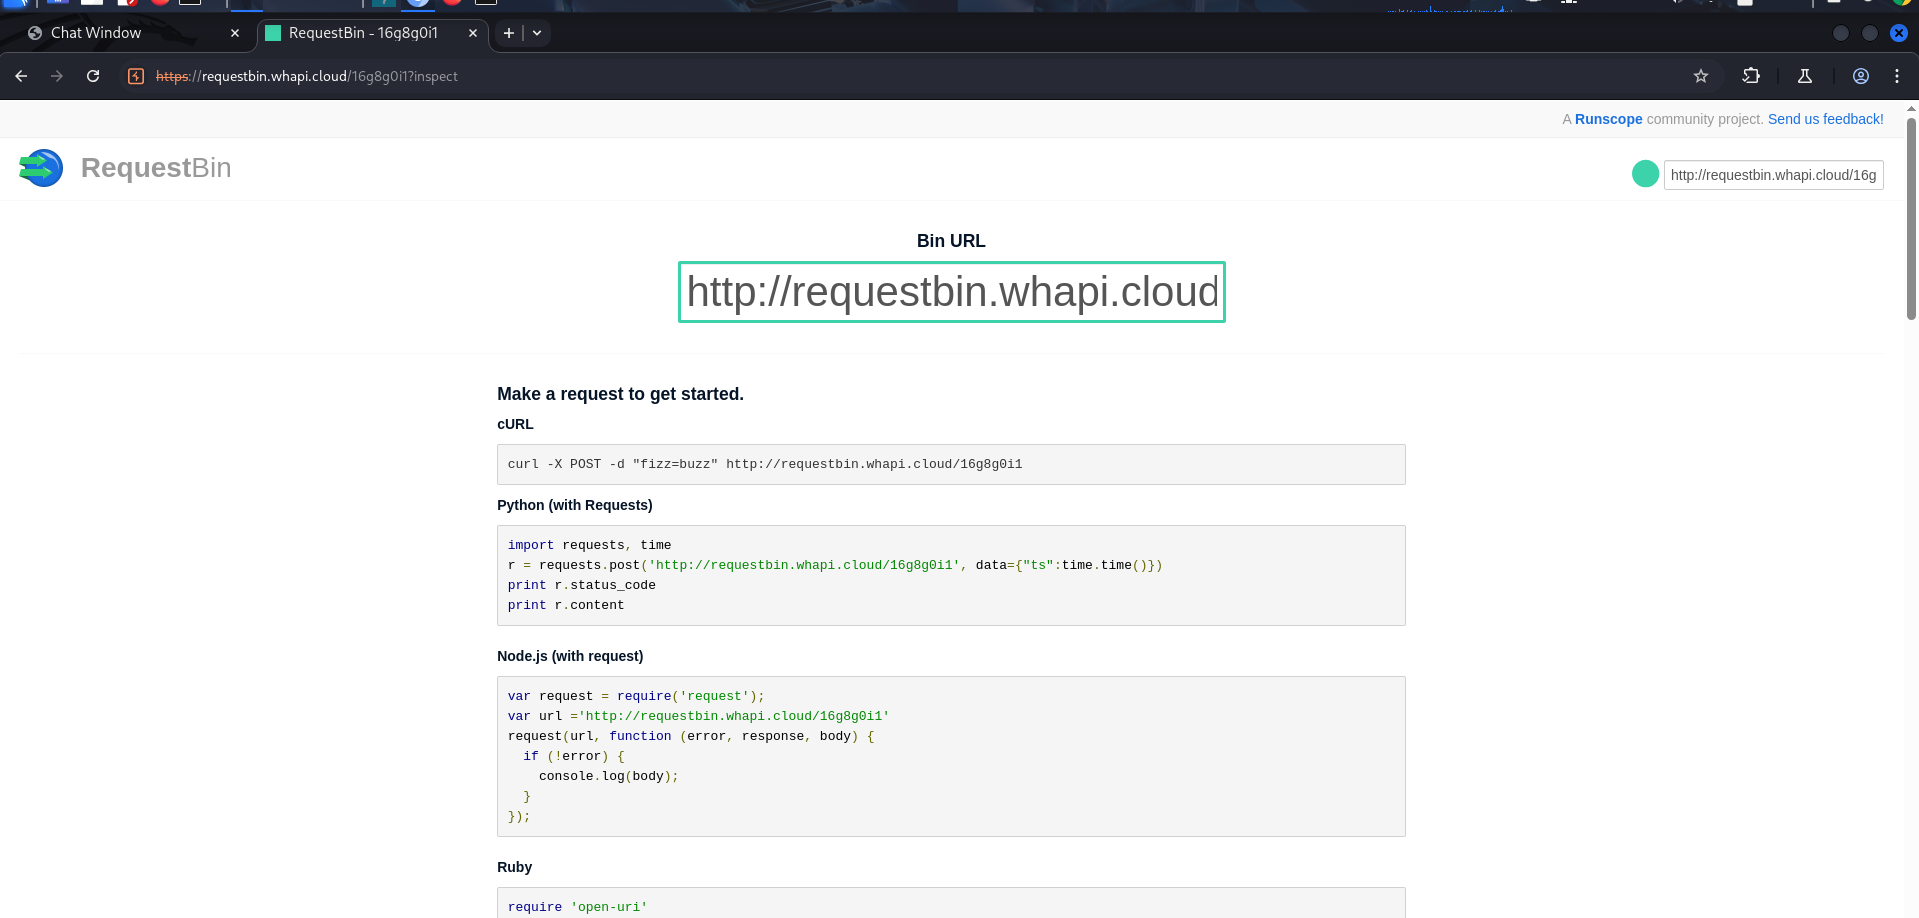 Chat Window
RequestBin - 16g8g0i1
https://requestbin.whapi.cloud/16g8g0i1?inspect
A Runscope community project. Send us feedback!
RequestBin
http://requestbin.whapi.cloud/16g
Bin URL
http://requestbin.whapi.cloud
Make a request to get started.
cURL
curl -X POST -d "fizz=buzz" http://requestbin.whapi.cloud/16g8g0i1
Python (with Requests)
import requests, time
r = requests.post('http://requestbin.whapi.cloud/16g8g0i1', data={"ts":time.time()})
print r.status_code
print r.content
Node.js (with request)
var request = require('request');
var url ='http://requestbin.whapi.cloud/16g8g0i1'
request(url, function (error, response, body) {
  if (!error) {
    console.log(body);
  }
});
Ruby
require 'open-uri'